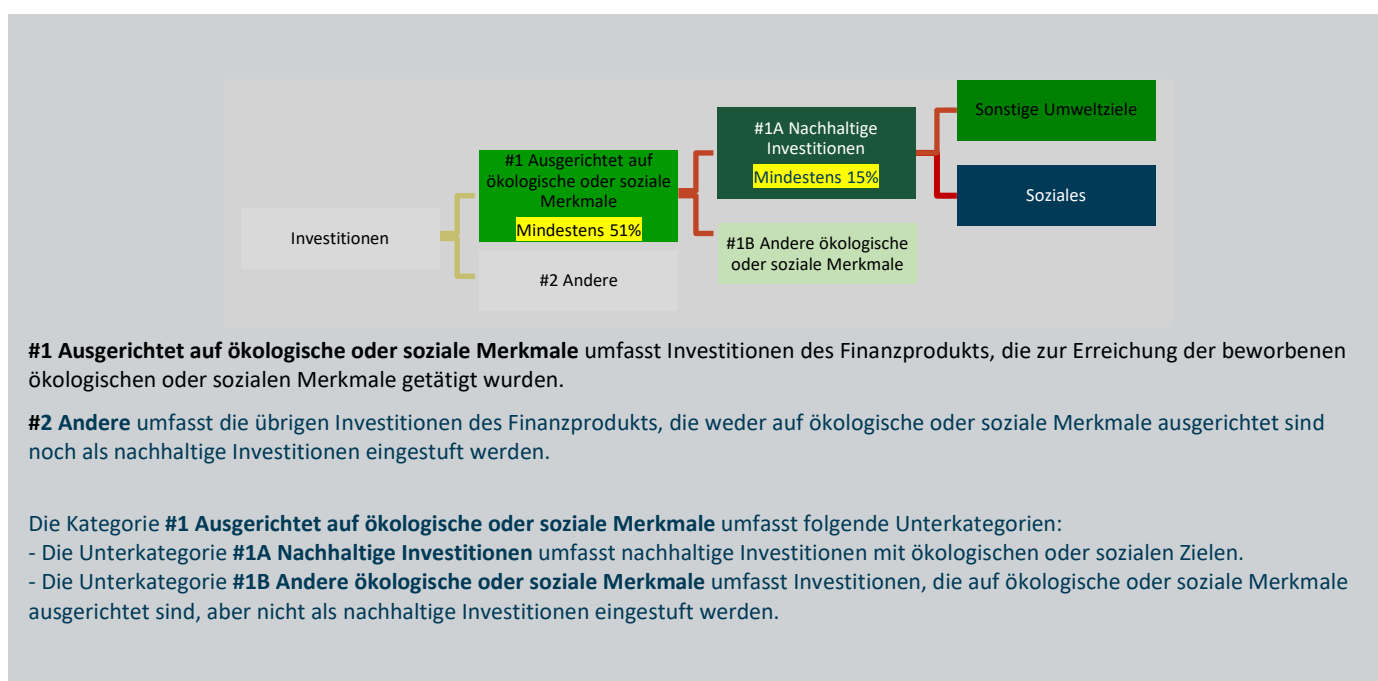 Investitionen
#1 Ausgerichtet auf
ökologische oder soziale
Merkmale
Mindestens 51%
#2 Andere
#1A Nachhaltige
Investitionen
Mindestens 15%
#1B Andere ökologische
oder soziale Merkmale
Sonstige Umweltziele
Soziales
#1 Ausgerichtet auf ökologische oder soziale Merkmale umfasst Investitionen des Finanzprodukts, die zur Erreichung der beworbenen
ökologischen oder sozialen Merkmale getätigt wurden.
#2 Andere umfasst die übrigen Investitionen des Finanzprodukts, die weder auf ökologische oder soziale Merkmale ausgerichtet sind
noch als nachhaltige Investitionen eingestuft werden.
Die Kategorie #1 Ausgerichtet auf ökologische oder soziale Merkmale umfasst folgende Unterkategorien:
- Die Unterkategorie #1A Nachhaltige Investitionen umfasst nachhaltige Investitionen mit ökologischen oder sozialen Zielen.
- Die Unterkategorie #1B Andere ökologische oder soziale Merkmale umfasst Investitionen, die auf ökologische oder soziale Merkmale
ausgerichtet sind, aber nicht als nachhaltige Investitionen eingestuft werden.